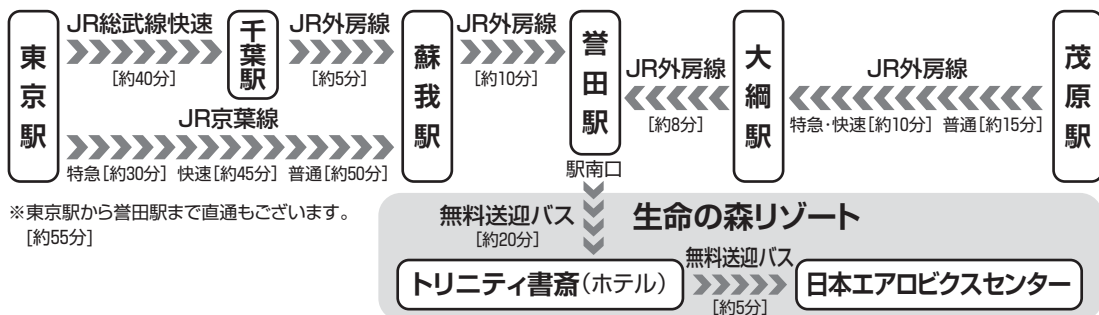 東京駅
JR総武線快速
[約40分]
千葉駅
JR外房線
[約5分]
JR京葉線
特急[約30分] 快速[約45分] 普通[約50分]
蘇我駅
JR外房線
[約10分]
誉田駅
JR外房線
[約8分]
大綱駅
JR外房線
特急・快速[約10分] 普通[約15分]
茂原駅
駅南口
※東京駅から誉田駅まで直通もございます。
[約55分]
無料送迎バス
[約20分]
生命の森リゾート
トリニティ書斎(ホテル)
無料送迎バス
[約5分]
日本エアロビクスセンター